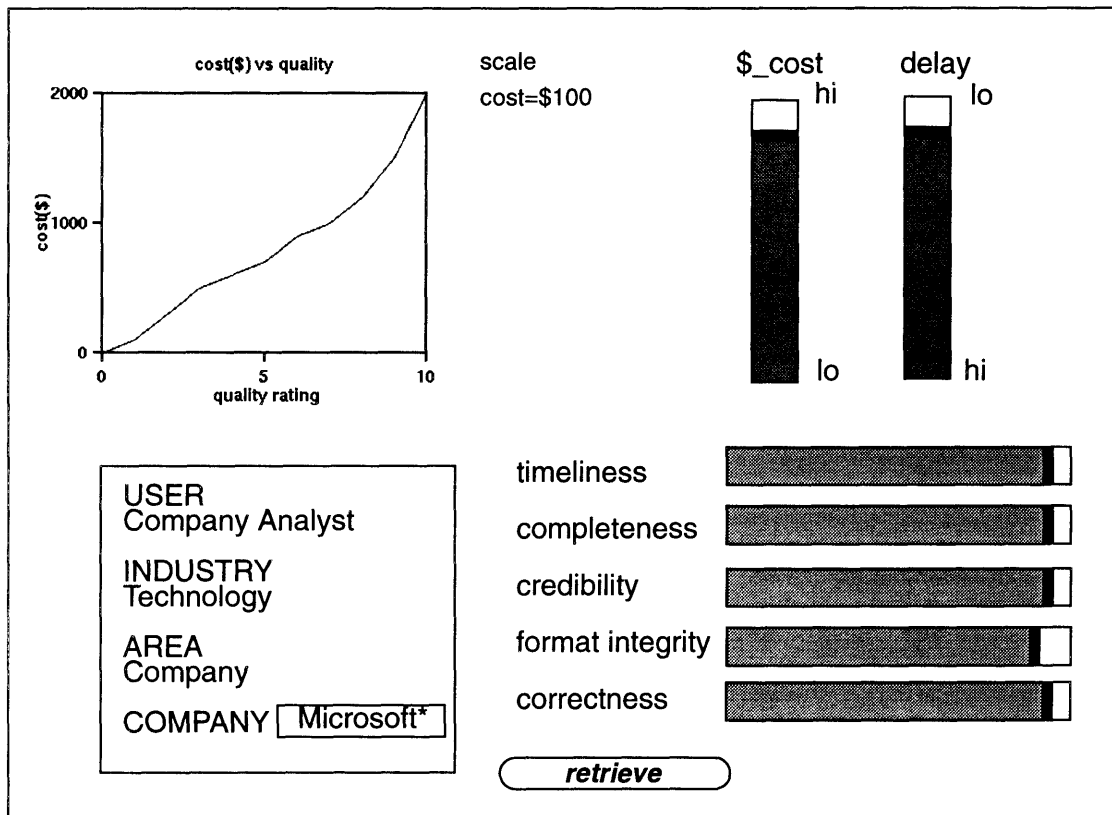 cost($) vs quality
2000
1000
0
cost($)
0 5 10
quality rating
scale
cost=$100
$_cost
hi
lo
delay
lo
hi
USER
Company Analyst
INDUSTRY
Technology
AREA
Company
COMPANY Microsoft*
timeliness
completeness
credibility
format integrity
correctness
retrieve